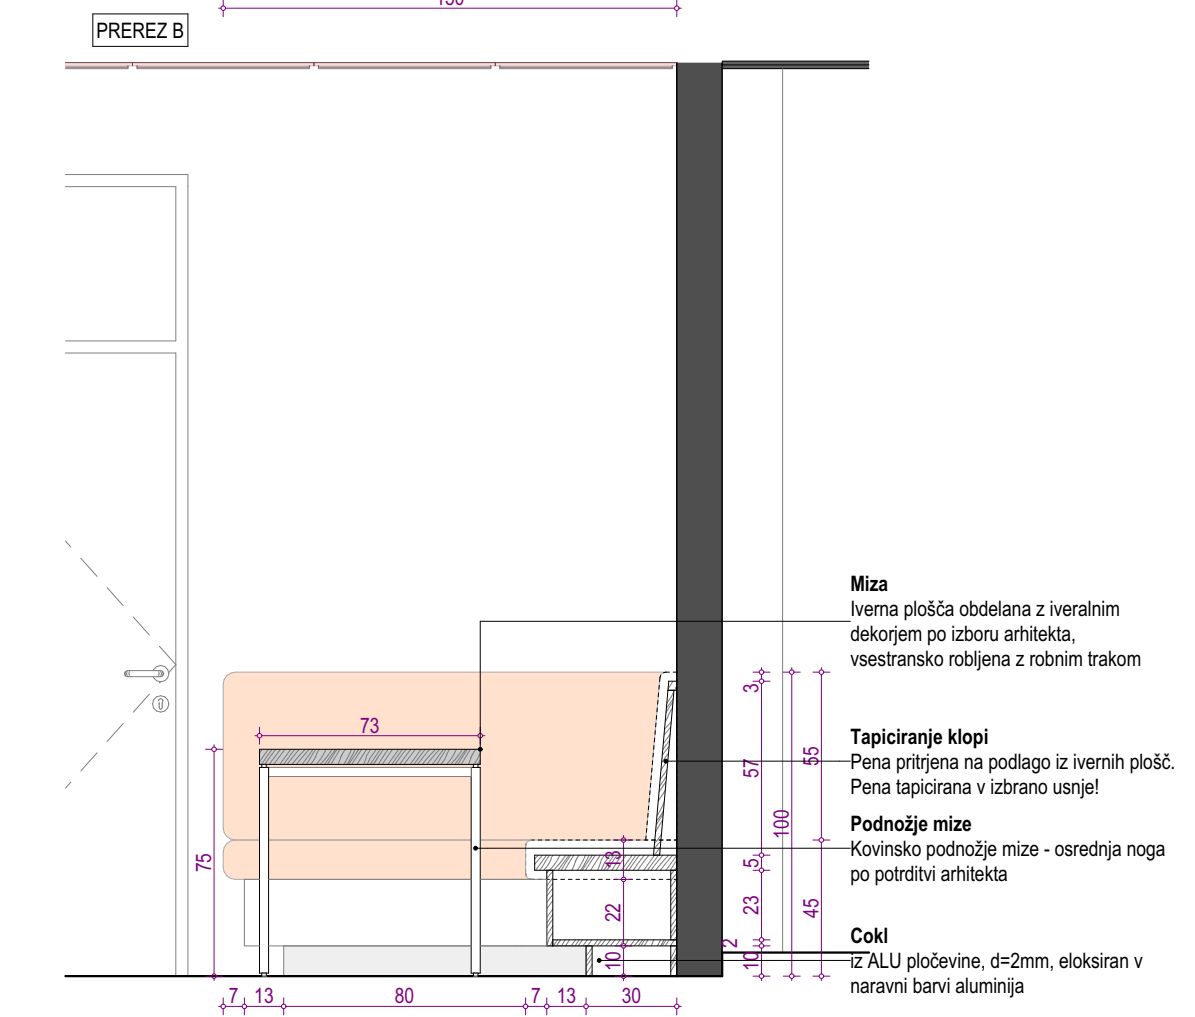 PREREZ B
Miza
Iverna plošča obdelana z iveralnim
dekorjem po izboru arhitekta,
vsestransko robljena z robnim trakom
73
3
57
55
Tapiciranje klopi
Pena pritrjena na podlago iz ivernih plošč.
Pena tapicirana v izbrano usnje!
100
Podnožje mize
Kovinsko podnožje mize - osrednja noga
po potrditvi arhitekta
75
13
5
22
23
45
Cokl
iz ALU pločevine, d=2mm, eloksiran v
naravni barvi aluminija
2
10
10
7 13 80 7 13 30